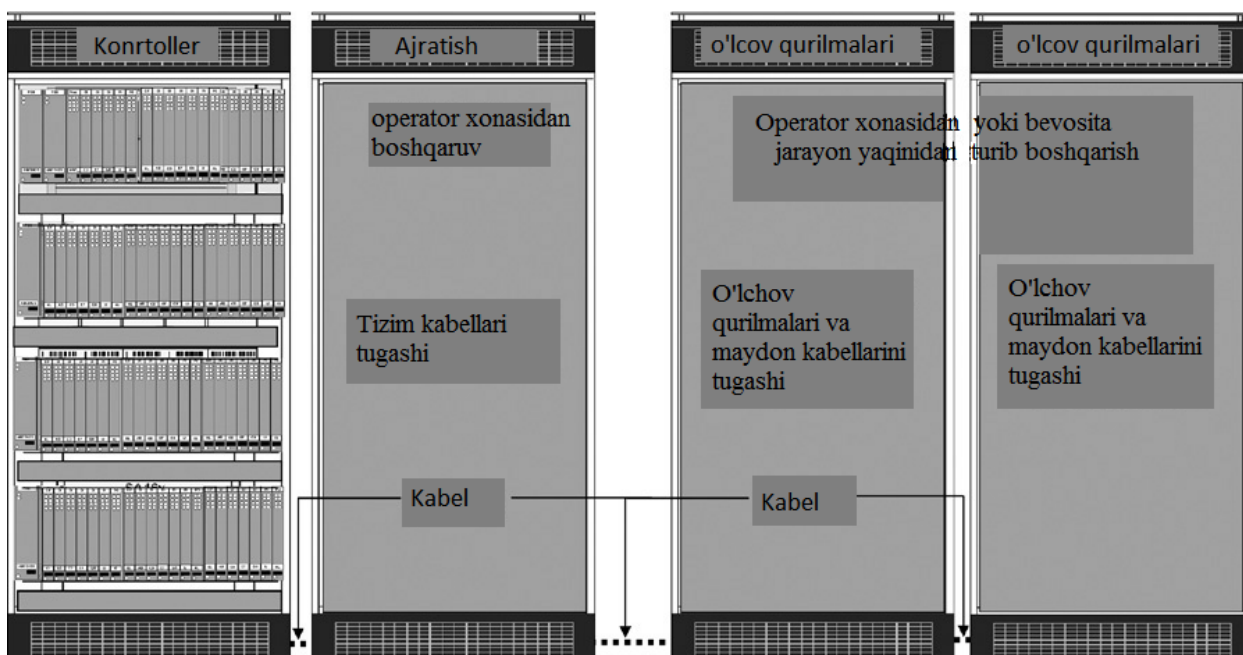 Konrtoller
Ajratish
o'lcov qurilmalari
o'lcov qurilmalari
operator xonasidan
boshqaruv
Operator xonasidan yoki bevosita
jarayon yaqinidan turib boshqarish
Tizim kabellari
tugashi
O'lchov
qurilmalari va
maydon kabellarini
tugashi
O'lchov
qurilmalari va
maydon kabellarini
tugashi
Kabel
Kabel